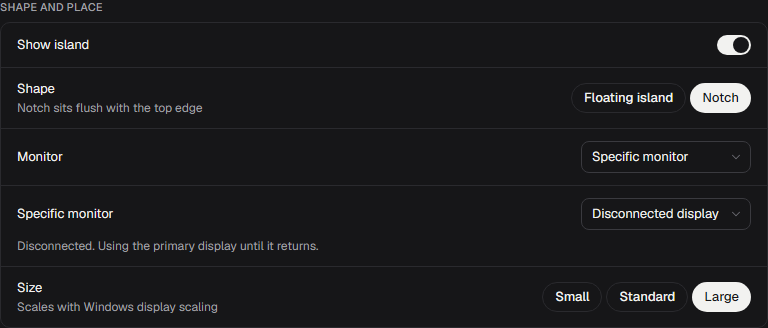 SHAPE AND PLACE
Show island
Shape
Notch sits flush with the top edge
Floating island
Notch
Monitor
Specific monitor
Specific monitor
Disconnected display
Disconnected. Using the primary display until it returns.
Size
Scales with Windows display scaling
Small
Standard
Large